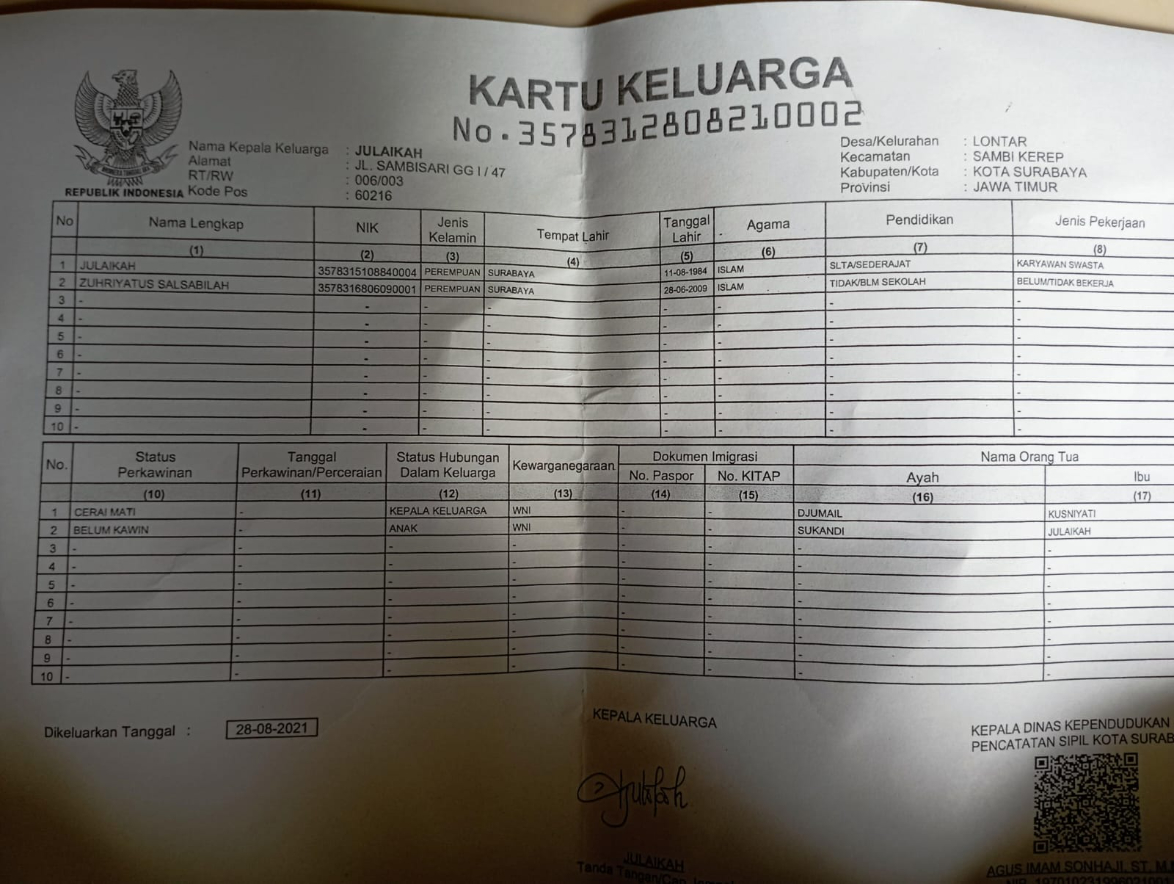 KARTU KELUARGA
No. 3578312808210002
REPUBLIK INDONESIA
Nama Kepala Keluarga : JULAIKAH
Alamat : JL. SAMBISARI GG I / 47
RT/RW : 006/003
Kode Pos : 60216
Desa/Kelurahan : LONTAR
Kecamatan : SAMBI KEREP
Kabupaten/Kota : KOTA SURABAYA
Provinsi : JAWA TIMUR
No Nama Lengkap NIK Jenis Kelamin Tempat Lahir Tanggal Lahir Agama Pendidikan Jenis Pekerjaan
(1) (2) (3) (4) (5) (6) (7) (8)
1 JULAIKAH 3578315108840004 PEREMPUAN SURABAYA 11-08-1984 ISLAM SLTA/SEDERAJAT KARYAWAN SWASTA
2 ZUHRIYATUS SALSABILAH 3578316806090001 PEREMPUAN SURABAYA 28-06-2009 ISLAM TIDAK/BLM SEKOLAH BELUM/TIDAK BEKERJA
3 - - - - - - - -
4 - - - - - - - -
5 - - - - - - - -
6 - - - - - - - -
7 - - - - - - - -
8 - - - - - - - -
9 - - - - - - - -
10 - - - - - - - -
No. Status Perkawinan Tanggal Perkawinan/Perceraian Status Hubungan Dalam Keluarga Kewarganegaraan Dokumen Imigrasi Nama Orang Tua
No. Paspor No. KITAP Ayah Ibu
(10) (11) (12) (13) (14) (15) (16) (17)
1 CERAI MATI - KEPALA KELUARGA WNI - - DJUMAIL KUSNIYATI
2 BELUM KAWIN - ANAK WNI - - SUKANDI JULAIKAH
3 - - - - - - - -
4 - - - - - - - -
5 - - - - - - - -
6 - - - - - - - -
7 - - - - - - - -
8 - - - - - - - -
9 - - - - - - - -
10 - - - - - - - -
Dikeluarkan Tanggal : 28-08-2021
KEPALA KELUARGA
JULAIKAH
Tanda Tangan/Cap
KEPALA DINAS KEPENDUDUKAN
PENCATATAN SIPIL KOTA SURAB
AGUS IMAM SONHAJI, ST, M.